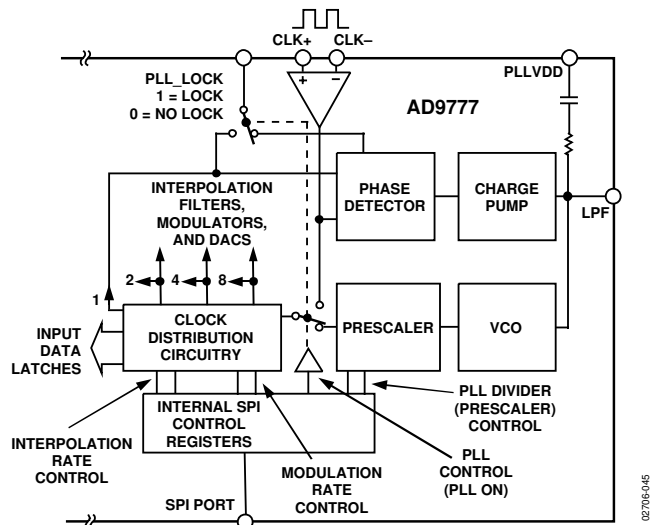 CLK+ CLK–
PLL_LOCK
1 = LOCK
0 = NO LOCK
PLLVDD
+ –
AD9777
INTERPOLATION
FILTERS,
MODULATORS,
AND DACS
PHASE
DETECTOR
CHARGE
PUMP
LPF
2 4 8
1
CLOCK
DISTRIBUTION
CIRCUITRY
PRESCALER
VCO
INPUT
DATA
LATCHES
INTERNAL SPI
CONTROL
REGISTERS
PLL DIVIDER
(PRESCALER)
CONTROL
INTERPOLATION
RATE
CONTROL
MODULATION
RATE
CONTROL
PLL
CONTROL
(PLL ON)
SPI PORT
02706-045